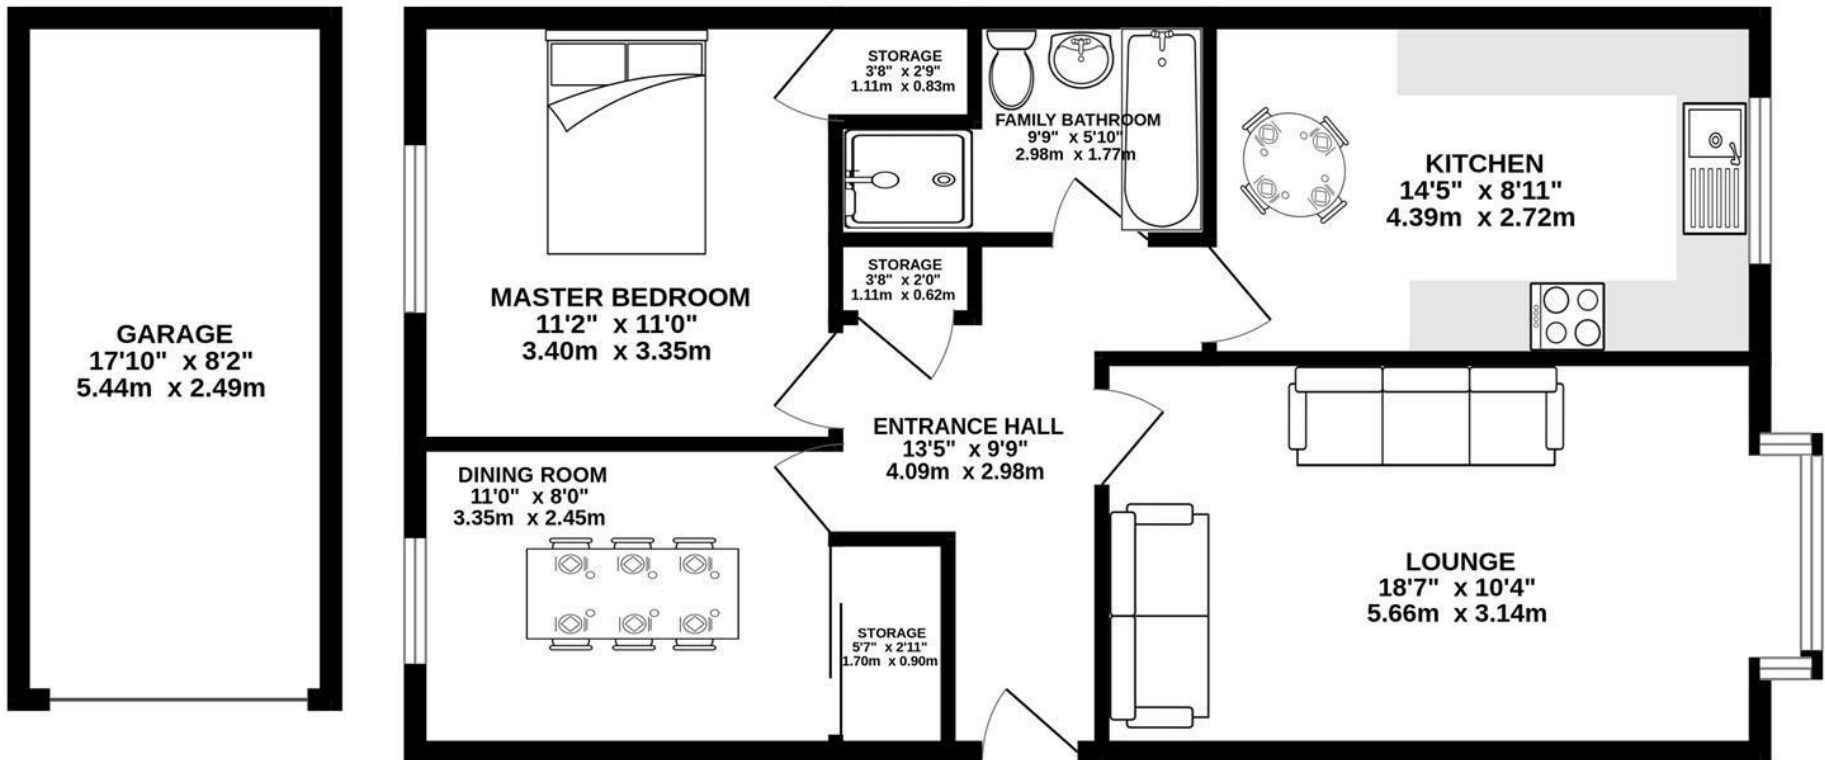 GARAGE
17'10" x 8'2"
5.44m x 2.49m
MASTER BEDROOM
11'2" x 11'0"
3.40m x 3.35m
STORAGE
3'8" x 2'9"
1.11m x 0.83m
FAMILY BATHROOM
9'9" x 5'10"
2.98m x 1.77m
KITCHEN
14'5" x 8'11"
4.39m x 2.72m
STORAGE
3'8" x 2'0"
1.11m x 0.62m
ENTRANCE HALL
13'5" x 9'9"
4.09m x 2.98m
DINING ROOM
11'0" x 8'0"
3.35m x 2.45m
STORAGE
5'7" x 2'11"
1.70m x 0.90m
LOUNGE
18'7" x 10'4"
5.66m x 3.14m